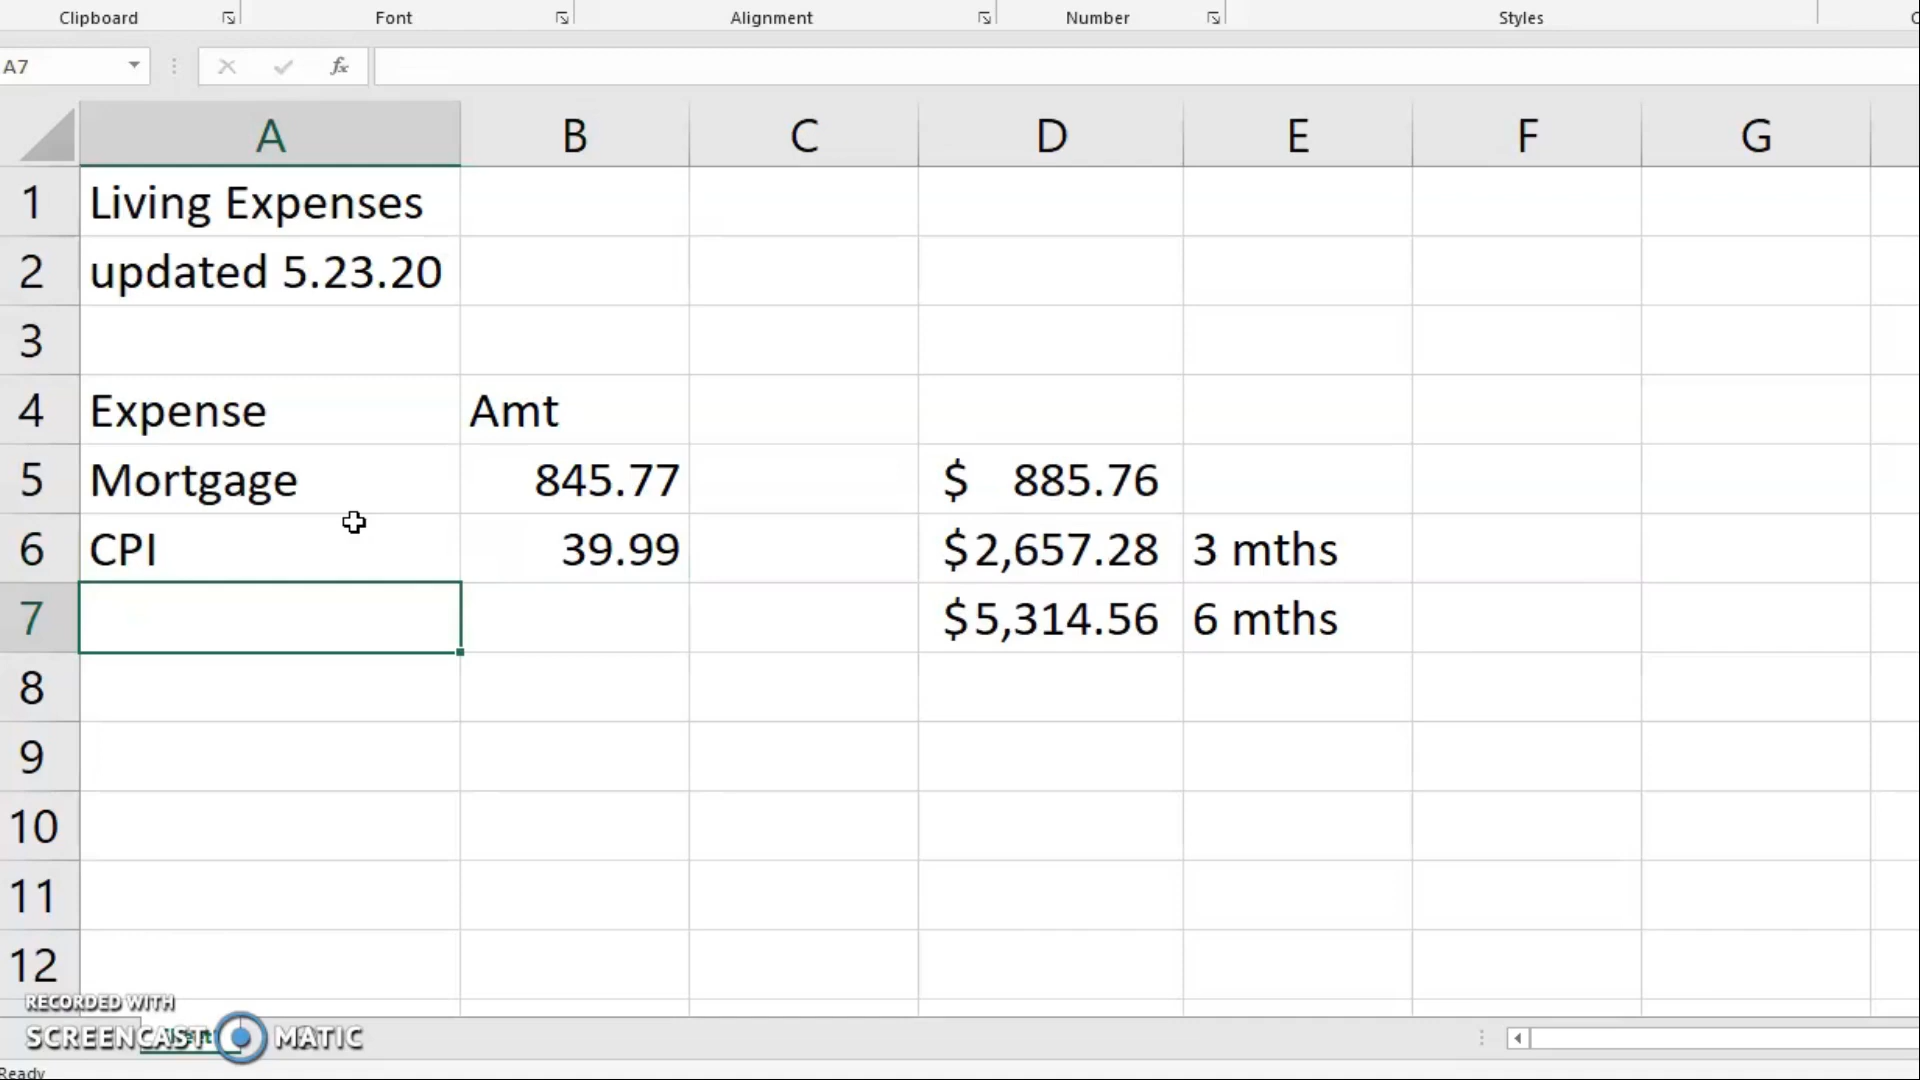 Clipboard Font Alignment Number Styles
A7 fx
A B C D E F G
1 Living Expenses
2 updated 5.23.20
3
4 Expense Amt
5 Mortgage 845.77 $ 885.76
6 CPI 39.99 $2,657.28 3 mths
7 $5,314.56 6 mths
8
9
10
11
12
RECORDED WITH
SCREENCAST MATIC
Ready